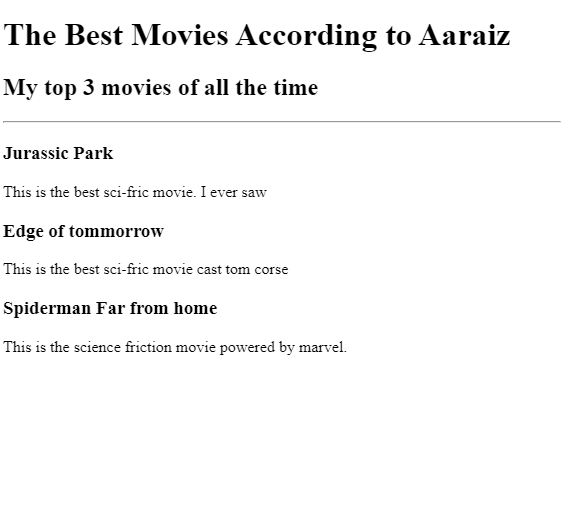 The Best Movies According to Aaraiz
My top 3 movies of all the time
Jurassic Park
This is the best sci-fric movie. I ever saw
Edge of tommorrow
This is the best sci-fric movie cast tom corse
Spiderman Far from home
This is the science friction movie powered by marvel.